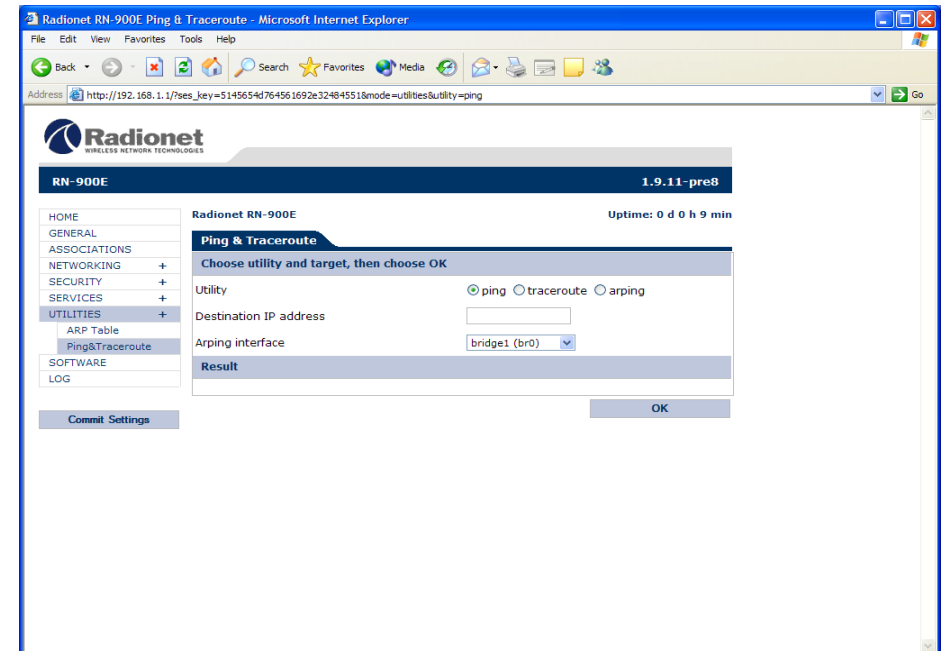 Radionet RN-900E Ping & Traceroute - Microsoft Internet Explorer
File Edit View Favorites Tools Help
Back Search Favorites Media
Address http://192.168.1.1/?ses_key=5145654d764561692e32484551&mode=utilities&utility=ping Go
Radionet
WIRELESS NETWORK TECHNOLOGIES
RN-900E 1.9.11-pre8
HOME
GENERAL
ASSOCIATIONS
NETWORKING +
SECURITY +
SERVICES +
UTILITIES +
ARP Table
Ping&Traceroute
SOFTWARE
LOG
Commit Settings
Radionet RN-900E Uptime: 0 d 0 h 9 min
Ping & Traceroute
Choose utility and target, then choose OK
Utility ping traceroute arping
Destination IP address
Arping interface bridge1 (br0)
Result
OK